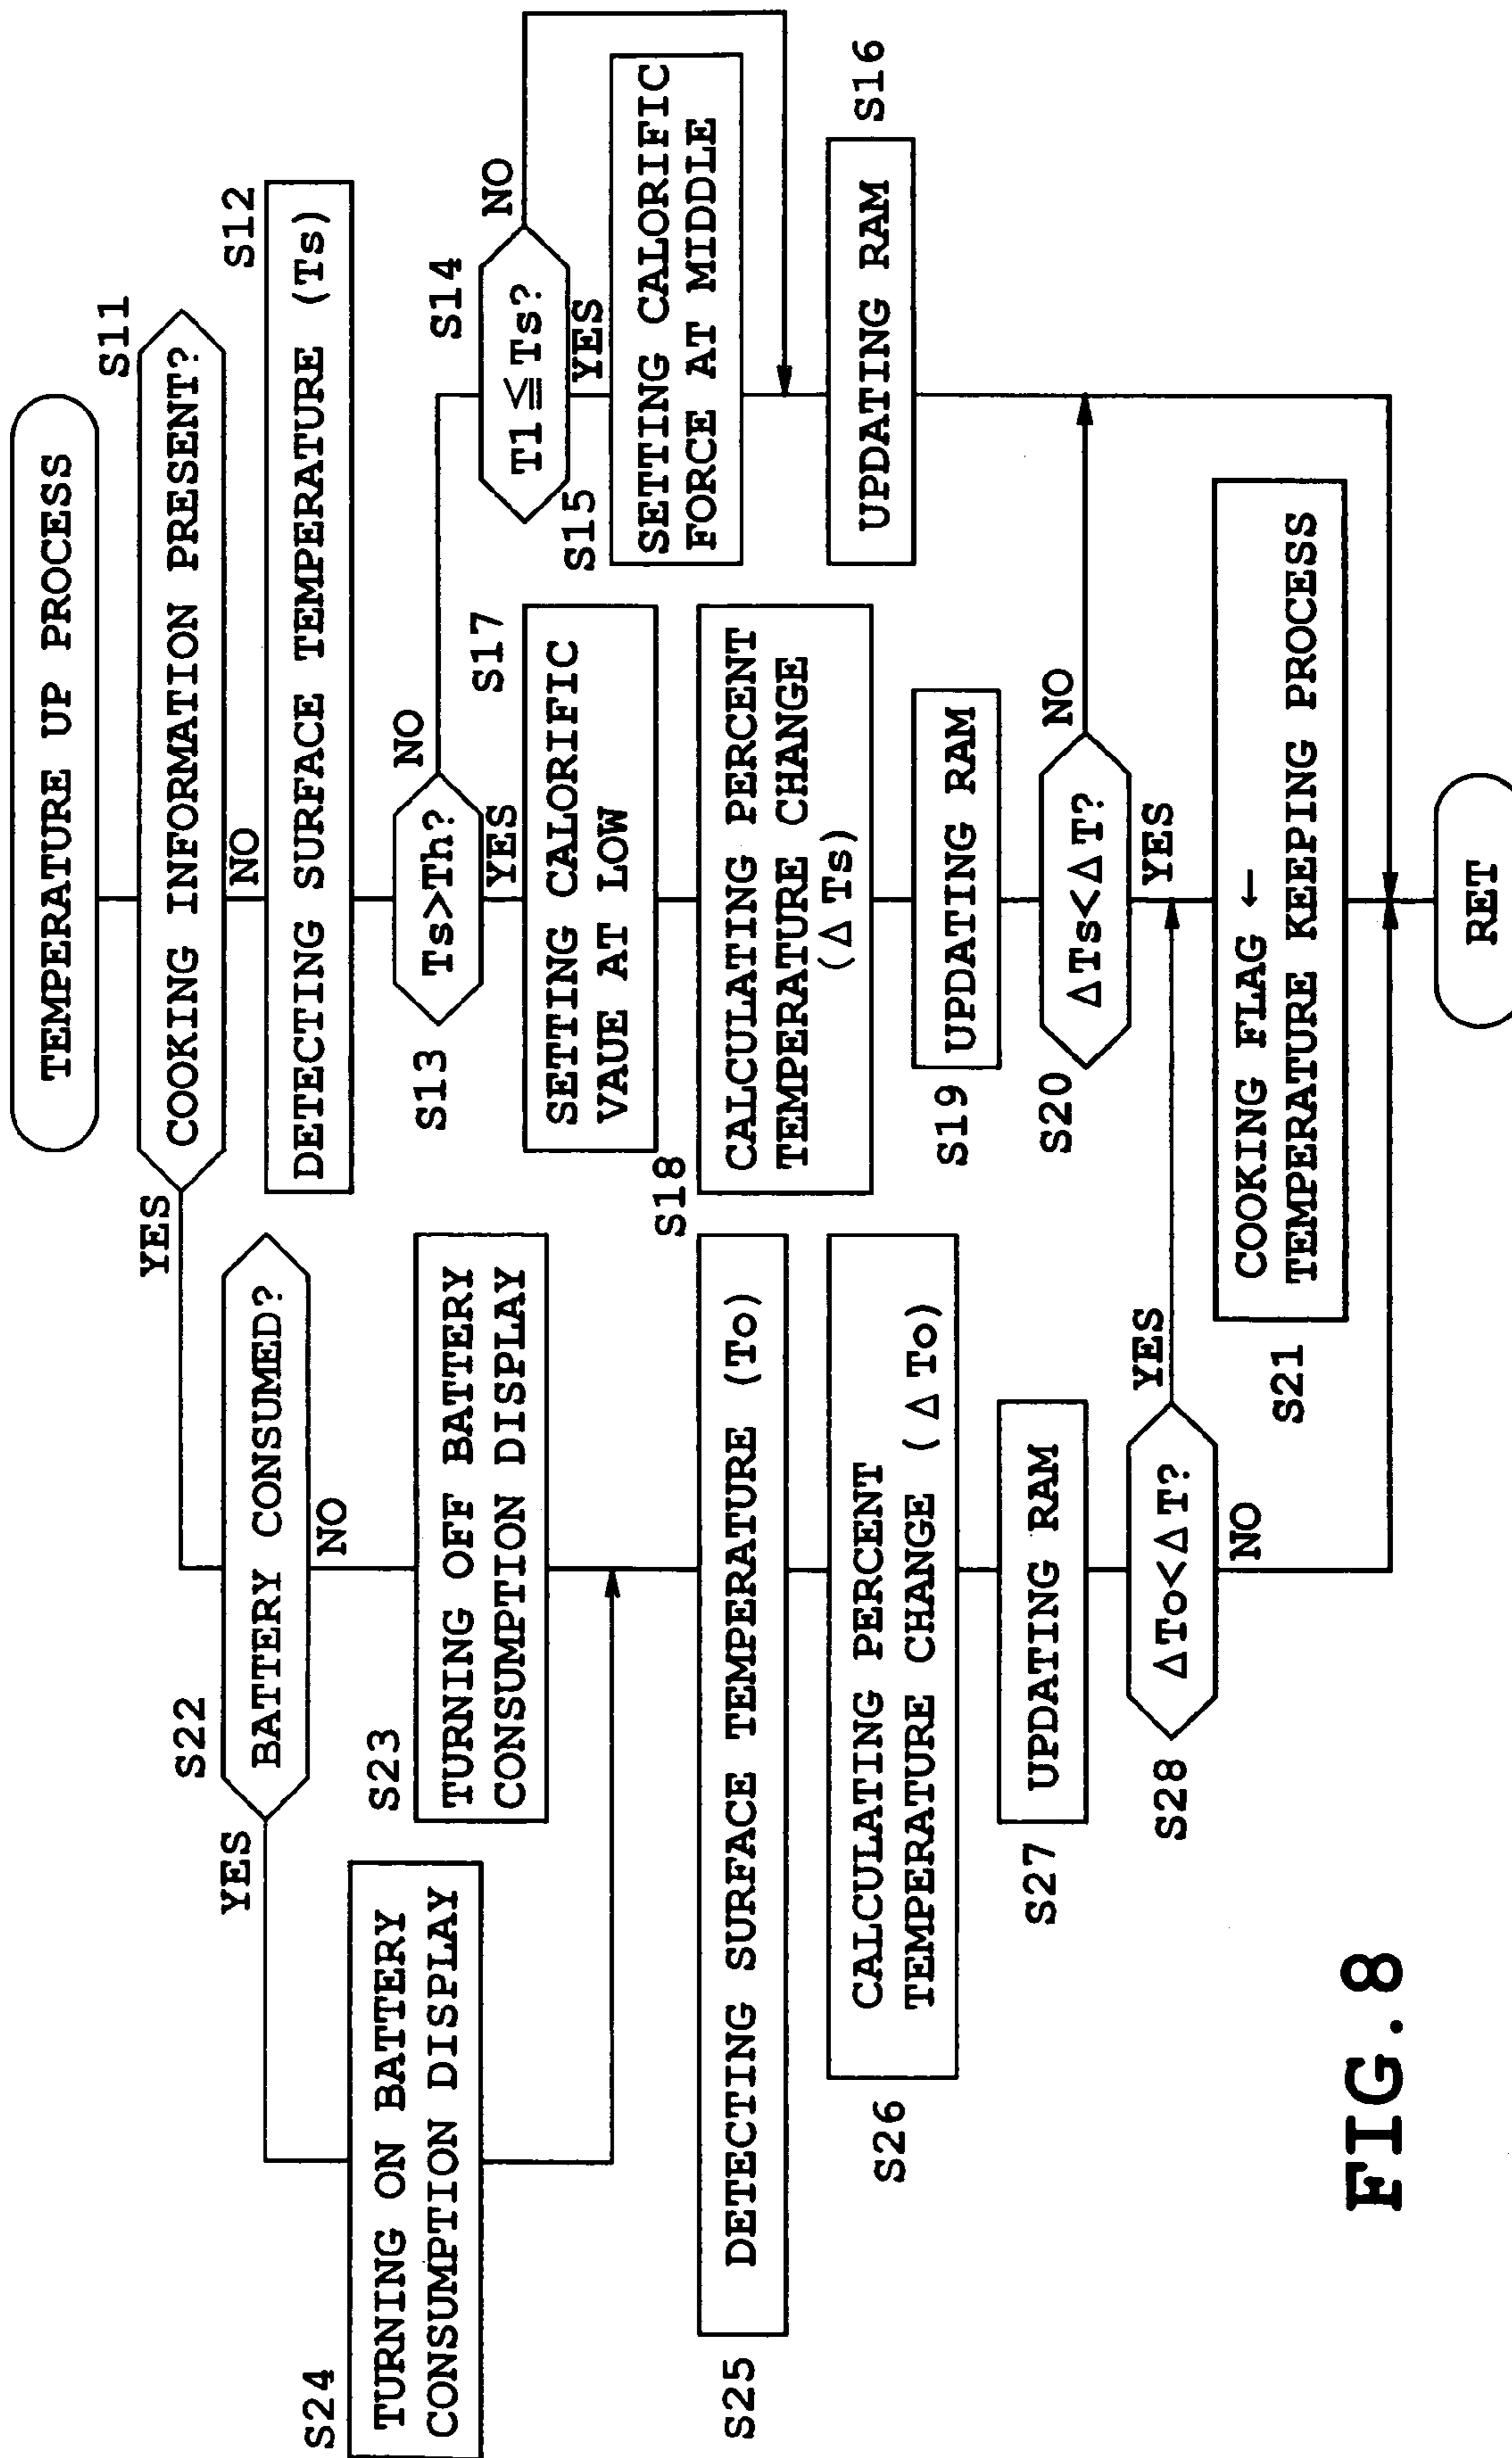 TEMPERATURE UP PROCESS
S11
COOKING INFORMATION PRESENT?
YES
NO
S12
DETECTING SURFACE TEMPERATURE (Ts)
S13
Ts>Th?
NO
YES
S14
T1≦Ts?
NO
YES
S15
SETTING CALORIFIC
FORCE AT MIDDLE
S16
UPDATING RAM
S17
SETTING CALORIFIC
VAUE AT LOW
S18
CALCULATING PERCENT
TEMPERATURE CHANGE
(ΔTs)
S19
UPDATING RAM
S20
ΔTs<ΔT?
NO
YES
S21
COOKING FLAG ←
TEMPERATURE KEEPING PROCESS
RET
S22
BATTERY CONSUMED?
YES
NO
S23
TURNING OFF BATTERY
CONSUMPTION DISPLAY
S24
TURNING ON BATTERY
CONSUMPTION DISPLAY
S25
DETECTING SURFACE TEMPERATURE (To)
S26
CALCULATING PERCENT
TEMPERATURE CHANGE (ΔTo)
S27
UPDATING RAM
S28
ΔTo<ΔT?
YES
NO
FIG.8